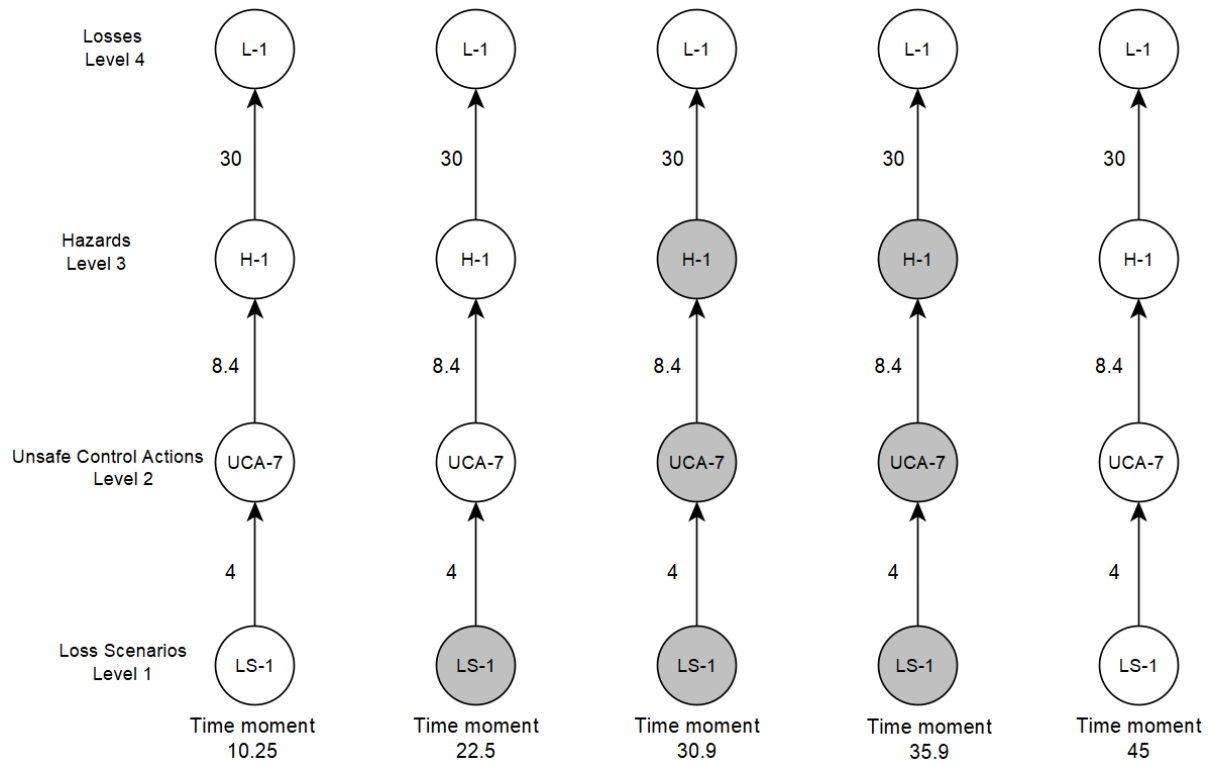 Losses
Level 4
L-1
L-1
L-1
L-1
L-1
30
30
30
30
30
Hazards
Level 3
H-1
H-1
H-1
H-1
H-1
8.4
8.4
8.4
8.4
8.4
Unsafe Control Actions
Level 2
UCA-7
UCA-7
UCA-7
UCA-7
UCA-7
4
4
4
4
4
Loss Scenarios
Level 1
LS-1
LS-1
LS-1
LS-1
LS-1
Time moment
10.25
Time moment
22.5
Time moment
30.9
Time moment
35.9
Time moment
45